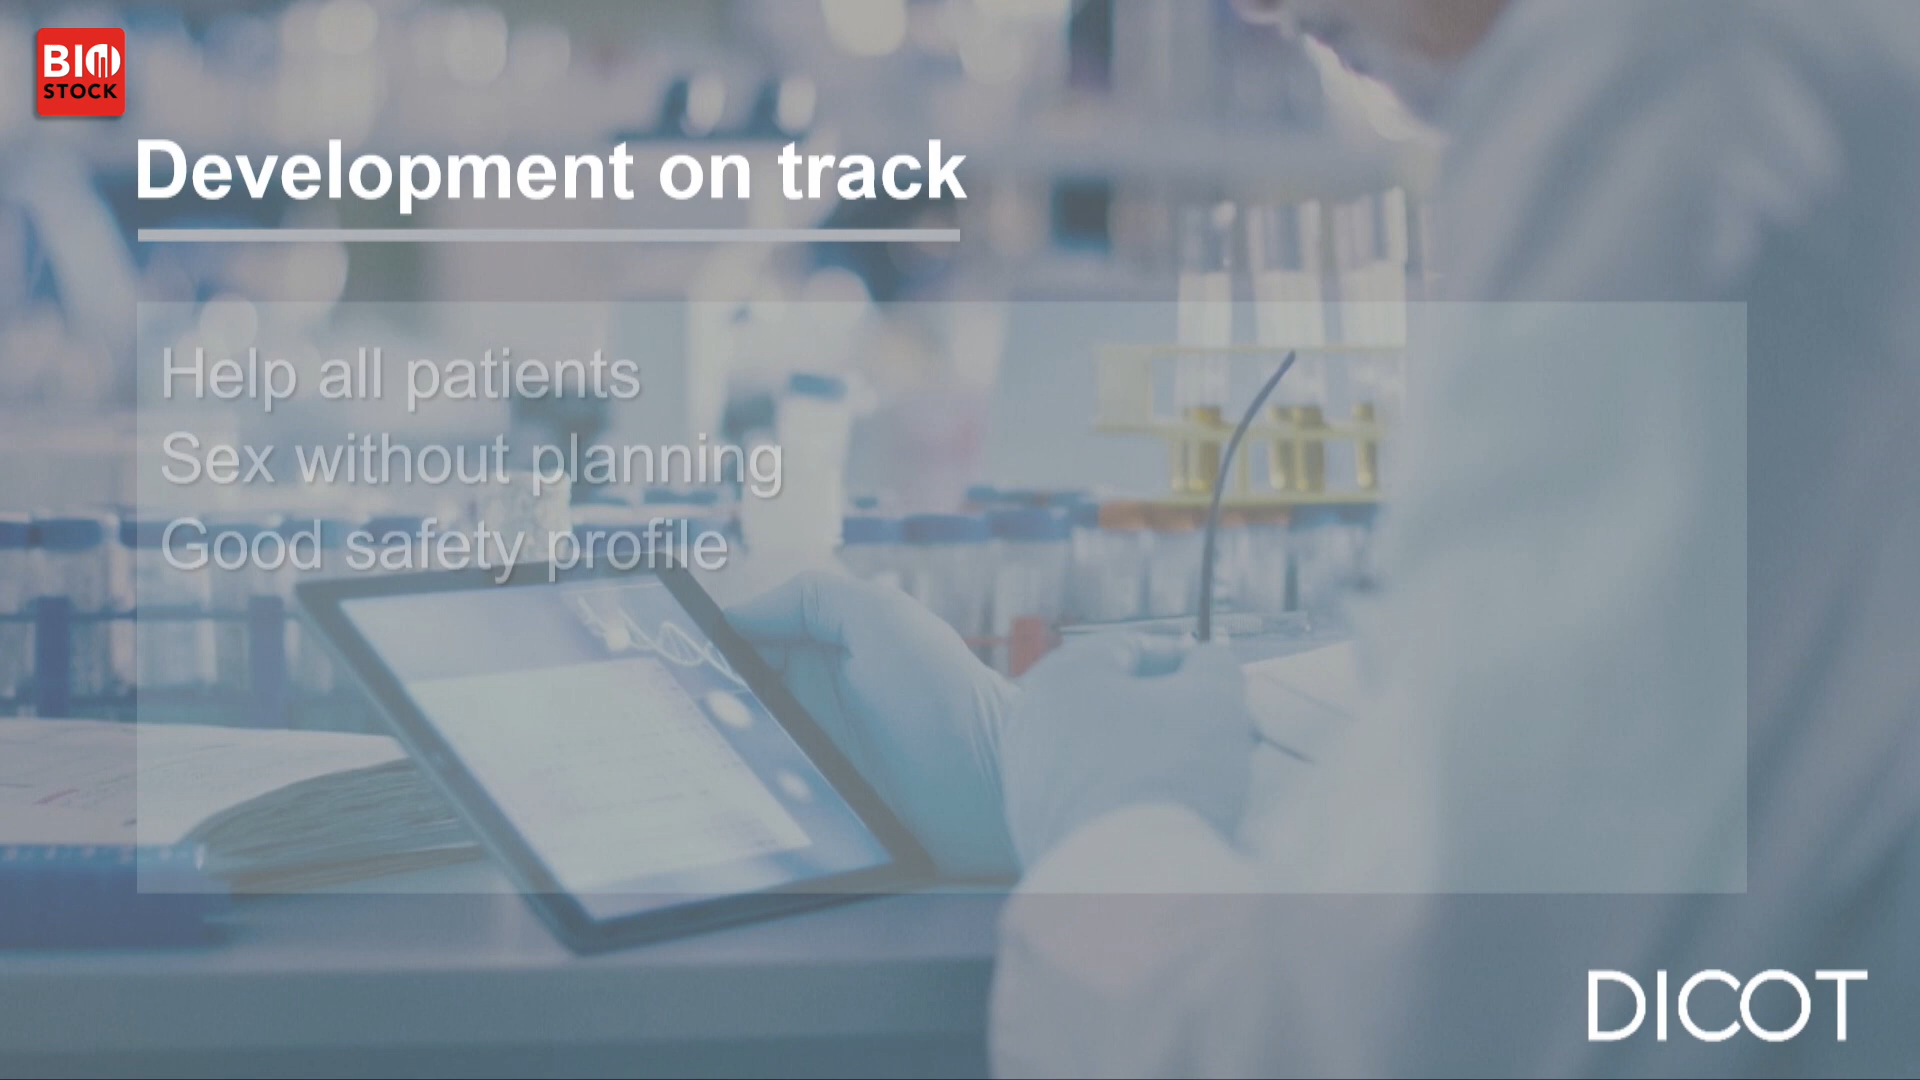 BIO
STOCK
Development on track
Help all patients
Sex without planning
Good safety profile
DICOT